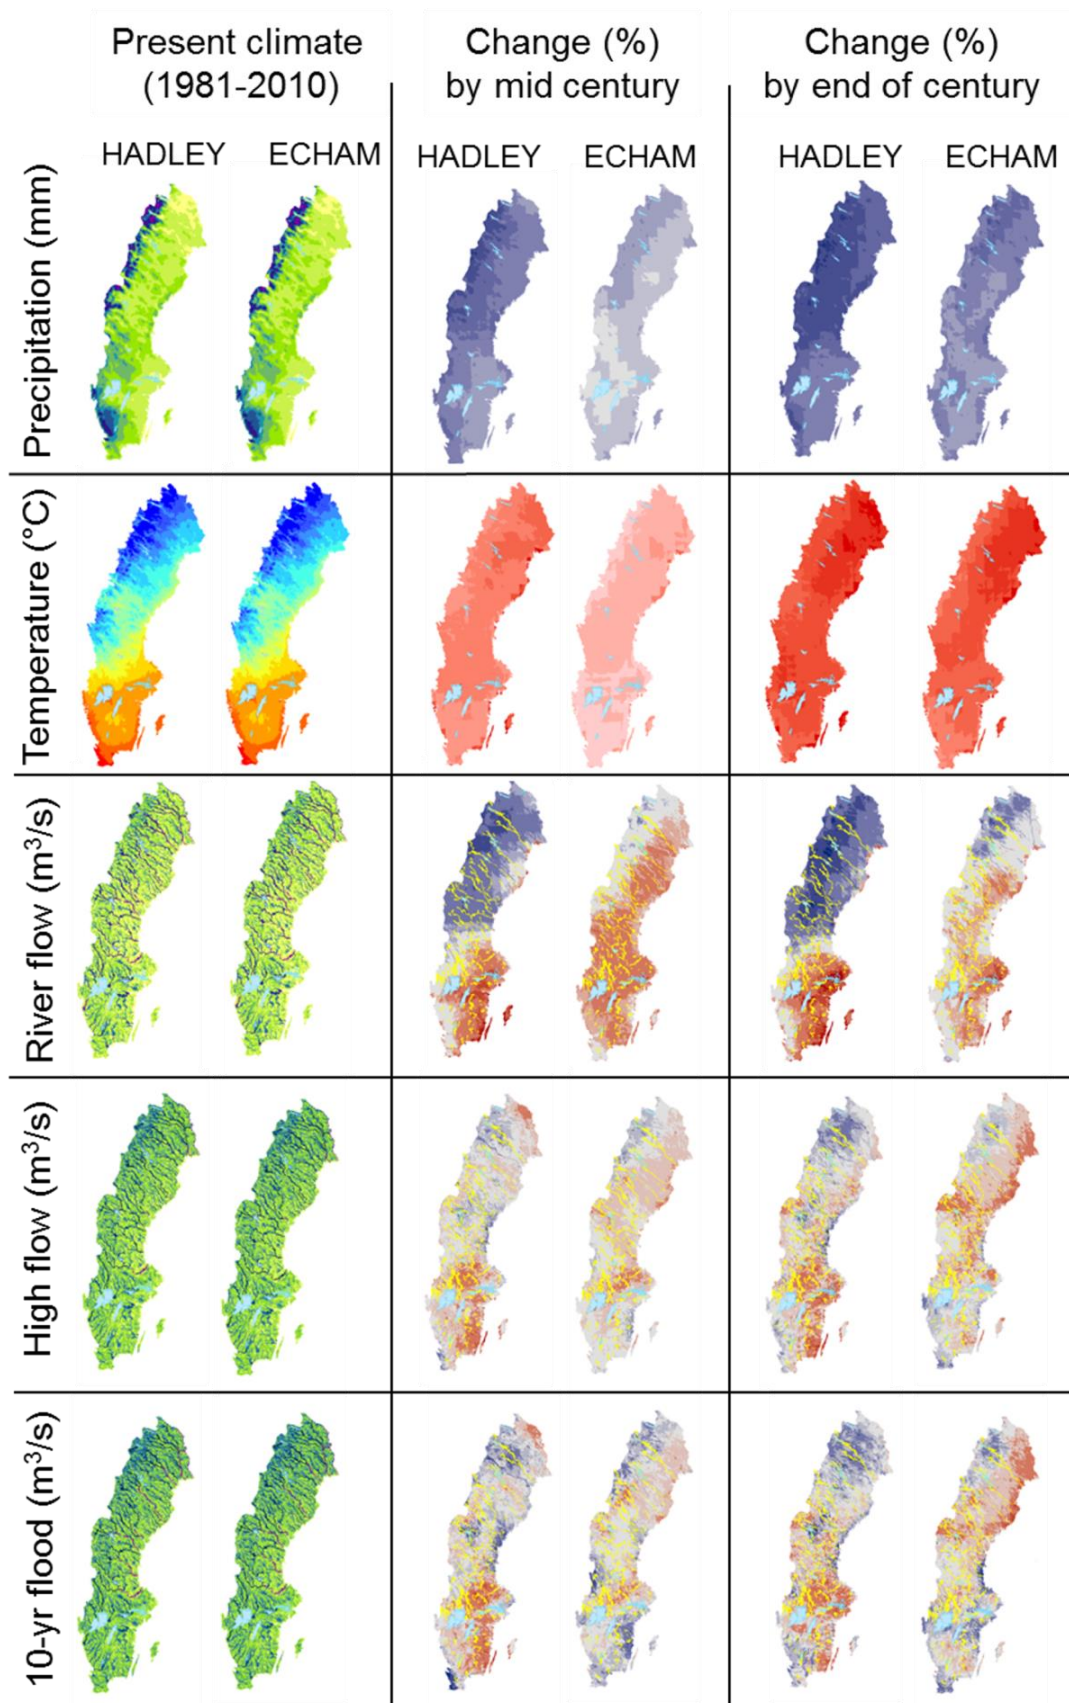 Present climate
(1981-2010)
Change (%)
by mid century
Change (%)
by end of century
HADLEY ECHAM
HADLEY ECHAM
HADLEY ECHAM
Precipitation (mm)
Temperature (°C)
River flow (m³/s)
High flow (m³/s)
10-yr flood (m³/s)